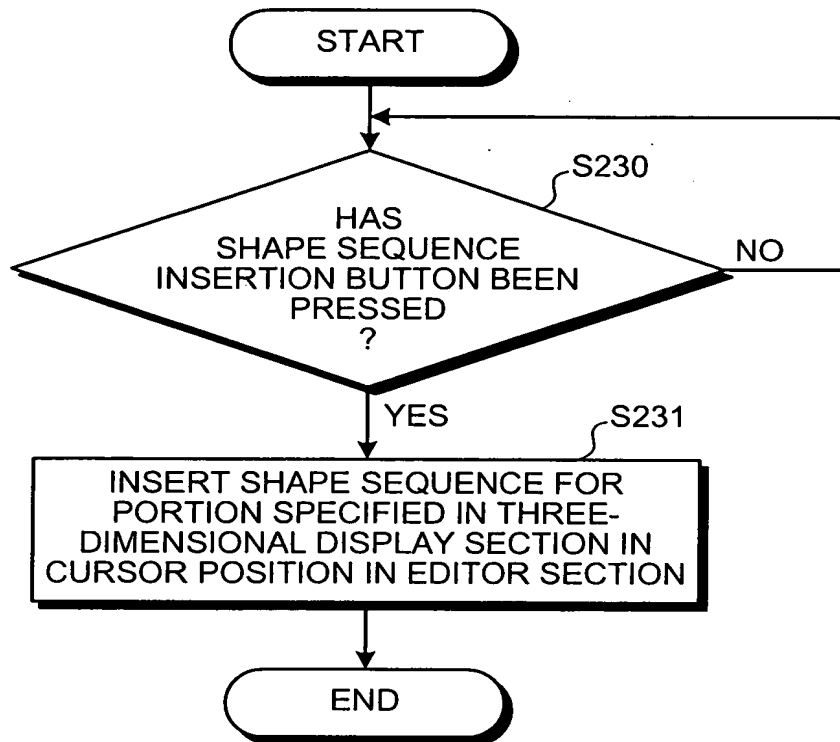 START
S230
HAS
SHAPE SEQUENCE
INSERTION BUTTON BEEN
PRESSED
?
NO
YES
S231
INSERT SHAPE SEQUENCE FOR
PORTION SPECIFIED IN THREE-
DIMENSIONAL DISPLAY SECTION IN
CURSOR POSITION IN EDITOR SECTION
END